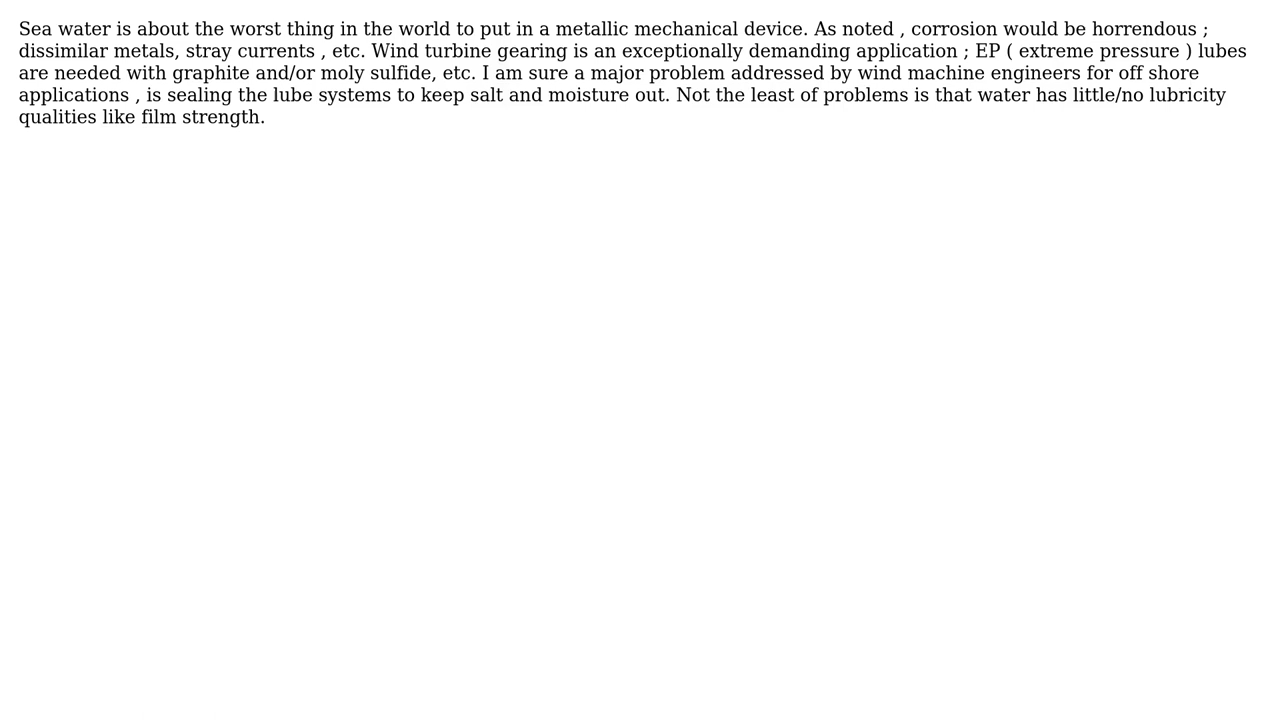 Sea water is about the worst thing in the world to put in a metallic mechanical device. As noted , corrosion would be horrendous ;
dissimilar metals, stray currents , etc. Wind turbine gearing is an exceptionally demanding application ; EP ( extreme pressure ) lubes
are needed with graphite and/or moly sulfide, etc. I am sure a major problem addressed by wind machine engineers for off shore
applications , is sealing the lube systems to keep salt and moisture out. Not the least of problems is that water has little/no lubricity
qualities like film strength.